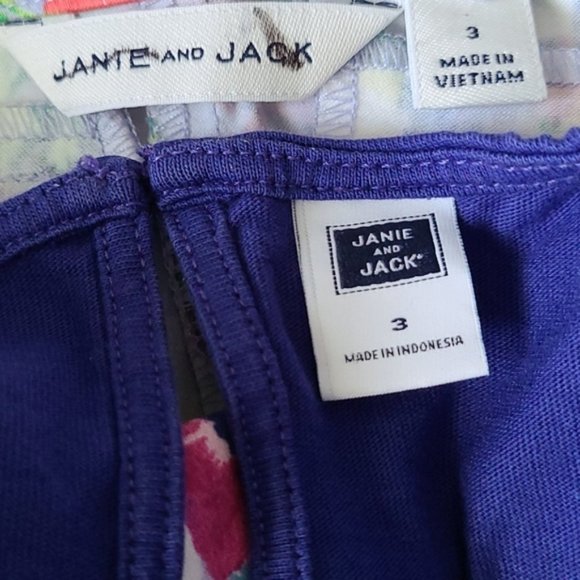 JANIE AND JACK
3
MADE IN
VIETNAM
JANIE
AND
JACK
3
MADE IN INDONESIA